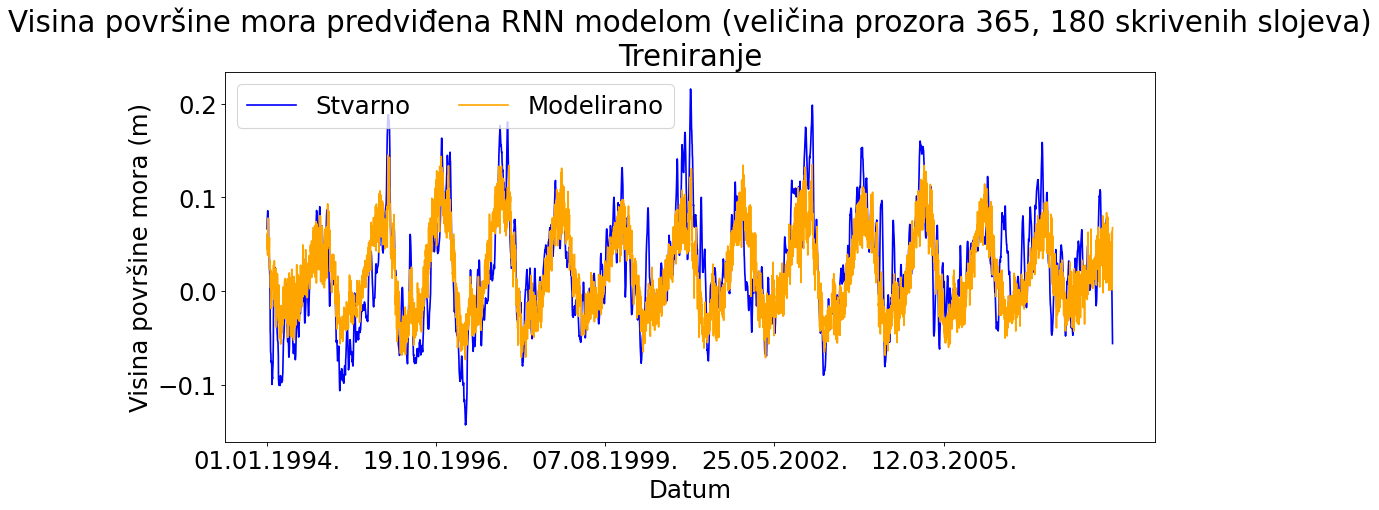 Visina površine mora predviđena RNN modelom (veličina prozora 365, 180 skrivenih slojeva)
Treniranje
Stvarno Modelirano
Visina površine mora (m)
0.2
0.1
0.0
−0.1
01.01.1994. 19.10.1996. 07.08.1999. 25.05.2002. 12.03.2005.
Datum